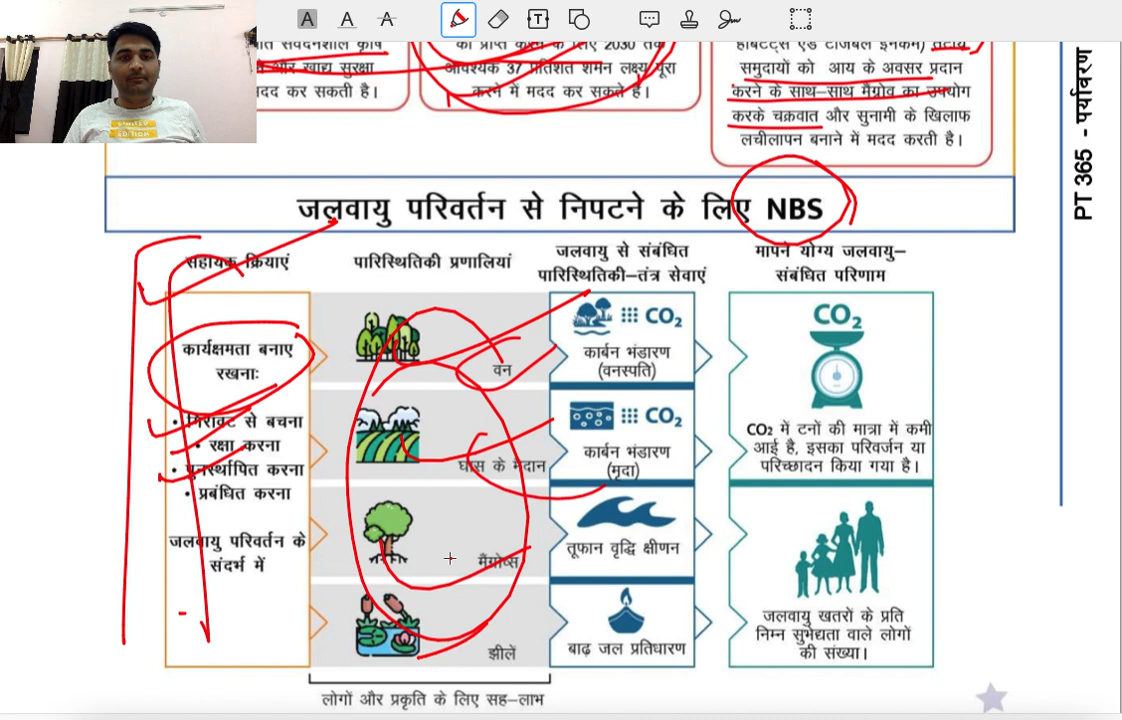 A A A
T
LIMITED
EDITION
और खाद्य सुरक्षा
मदद कर सकती है।
को प्राप्त करने के लिए 2030 तक
आवश्यक 37 प्रतिशत शमन लक्ष्य पूरा
करने में मदद कर सकते हैं।
समुदायों को आय के अवसर प्रदान
करने के साथ–साथ मैंग्रोव का उपयोग
करके चक्रवात और सुनामी के खिलाफ
लचीलापन बनाने में मदद करती है।
PT 365 - पर्यावरण
जलवायु परिवर्तन से निपटने के लिए NBS
सहायक क्रियाएं
पारिस्थितिकी प्रणालियां
जलवायु से संबंधित
पारिस्थितिकी–तंत्र सेवाएं
मापने योग्य जलवायु–
संबंधित परिणाम
कार्यक्षमता बनाए
रखनाः
• गिरावट से बचना
• रक्षा करना
• पुनर्स्थापित करना
• प्रबंधित करना
जलवायु परिवर्तन के
संदर्भ में
वन
घास के मैदान
मैंग्रोव्स
झीलें
CO₂
कार्बन भंडारण
(वनस्पति)
CO₂
कार्बन भंडारण
(मृदा)
तूफान वृद्धि क्षीणन
बाढ़ जल प्रतिधारण
CO₂
CO₂ में टनों की मात्रा में कमी
आई है, इसका परिवर्जन या
परिच्छादन किया गया है।
जलवायु खतरों के प्रति
निम्न सुभेद्यता वाले लोगों
की संख्या।
लोगों और प्रकृति के लिए सह–लाभ